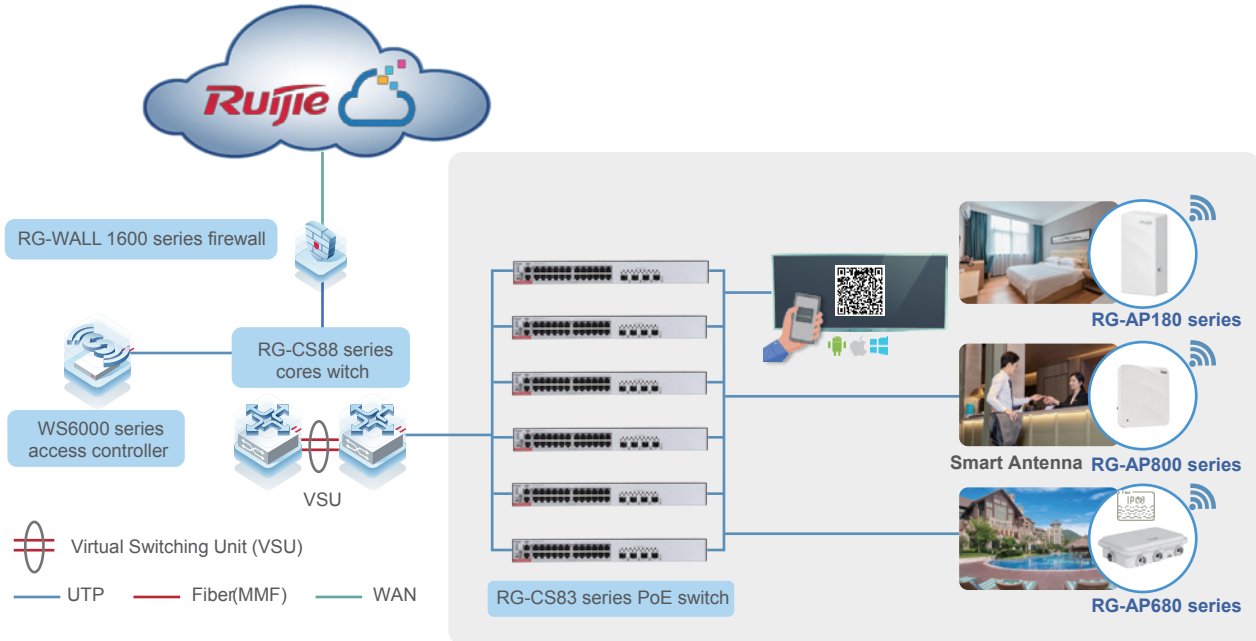 Ruijie
RG-WALL 1600 series firewall
RG-CS88 series
cores witch
WS6000 series
access controller
VSU
Virtual Switching Unit (VSU)
UTP
Fiber(MMF)
WAN
RG-CS83 series PoE switch
RG-AP180 series
Smart Antenna
RG-AP800 series
IP68
RG-AP680 series